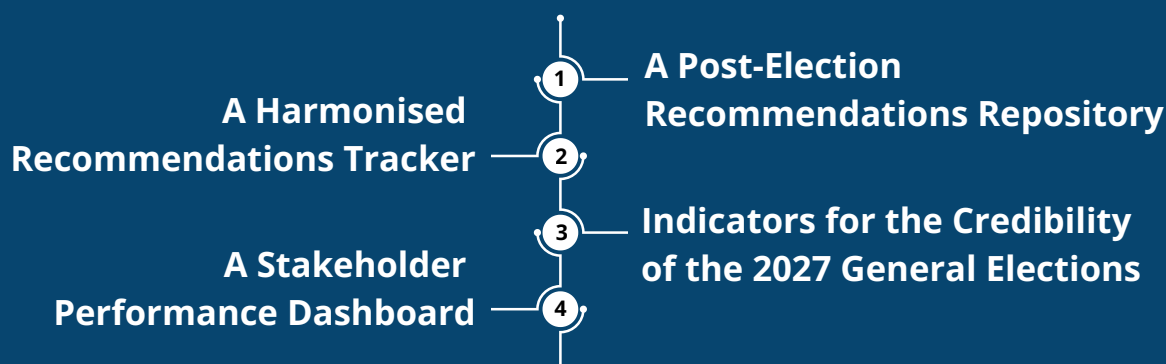 1
A Post-Election
Recommendations Repository
A Harmonised
Recommendations Tracker
2
3
Indicators for the Credibility
of the 2027 General Elections
A Stakeholder
Performance Dashboard
4